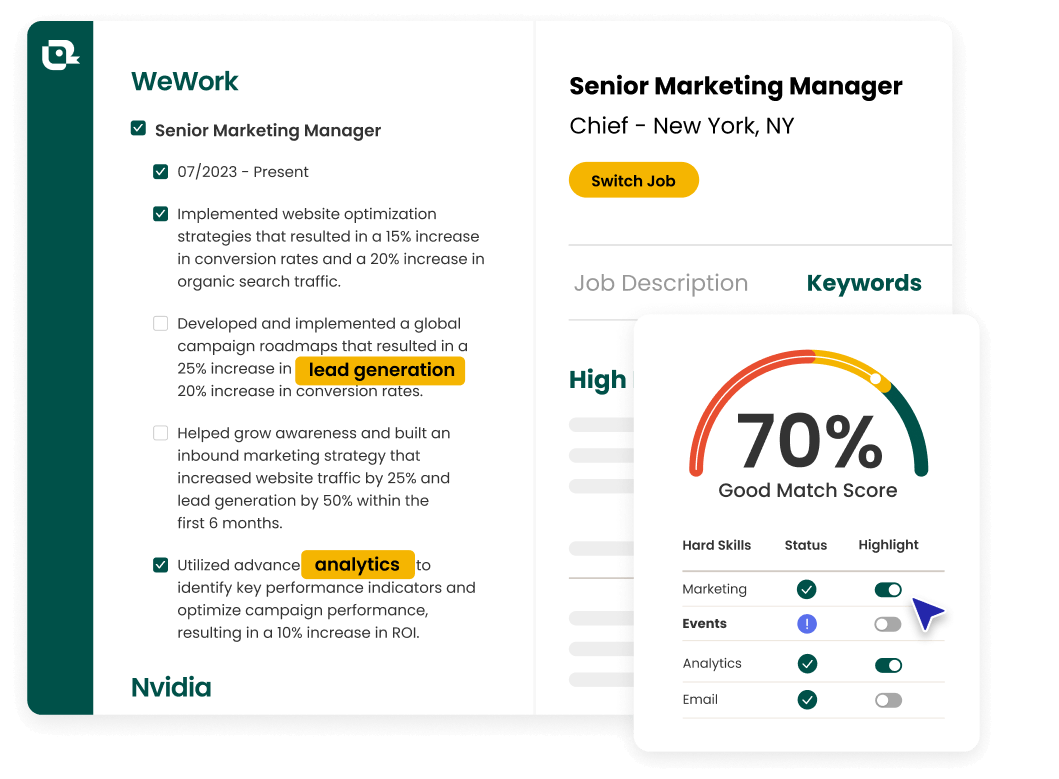 WeWork
Senior Marketing Manager
07/2023 - Present
Implemented website optimization
strategies that resulted in a 15% increase
in conversion rates and a 20% increase in
organic search traffic.
Developed and implemented a global
campaign roadmaps that resulted in a
25% increase in lead generation
20% increase in conversion rates.
Helped grow awareness and built an
inbound marketing strategy that
increased website traffic by 25% and
lead generation by 50% within the
first 6 months.
Utilized advance analytics to
identify key performance indicators and
optimize campaign performance,
resulting in a 10% increase in ROI.
Nvidia
Senior Marketing Manager
Chief - New York, NY
Switch Job
Job Description Keywords
High
70%
Good Match Score
Hard Skills Status Highlight
Marketing
Events
Analytics
Email